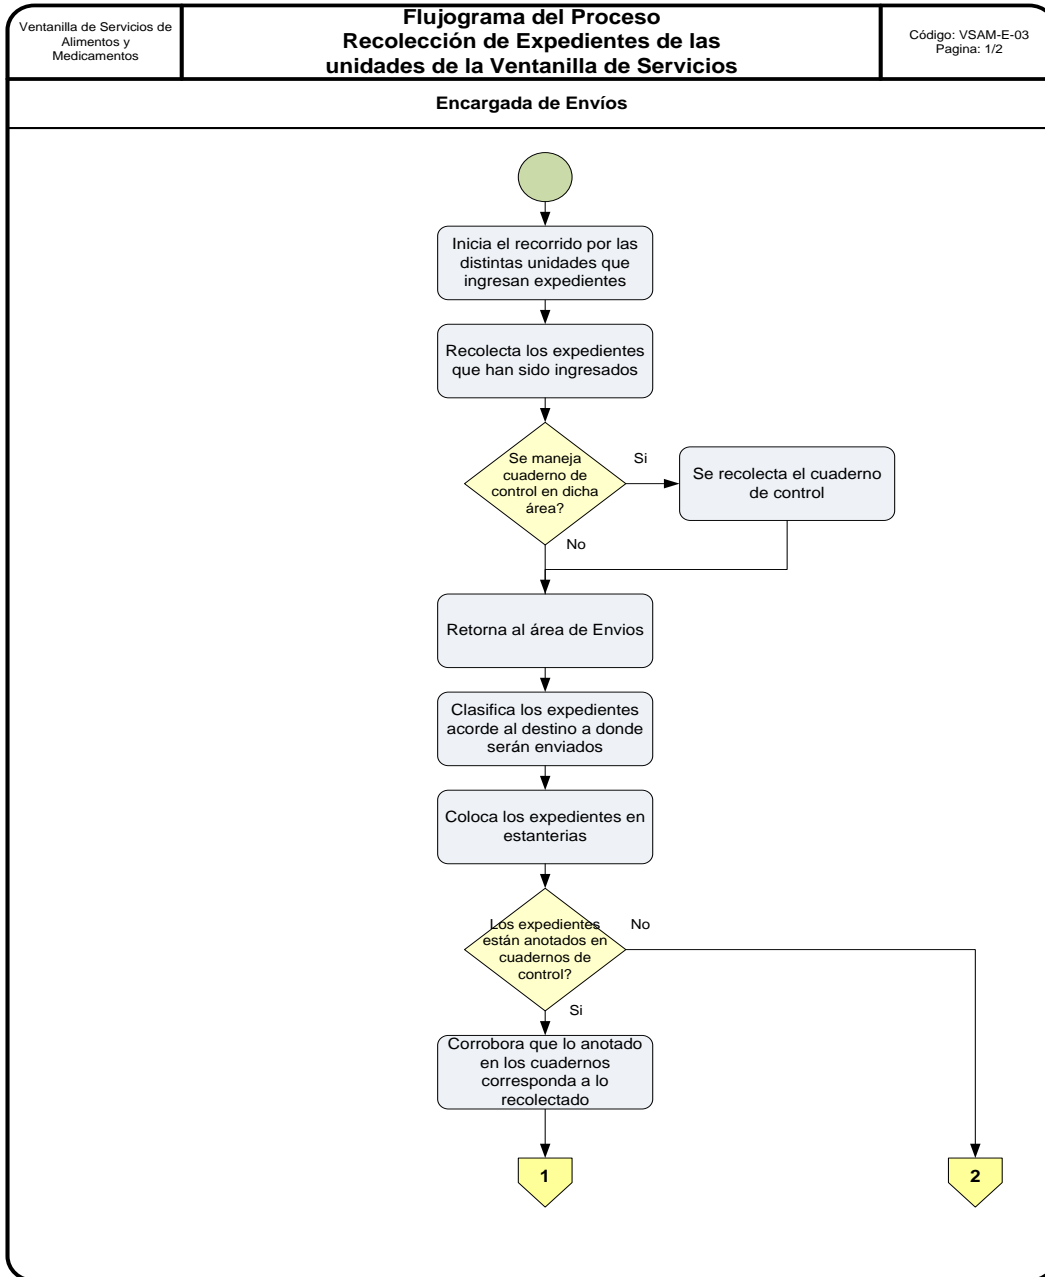 Ventanilla de Servicios de
Alimentos y
Medicamentos
Flujograma del Proceso
Recolección de Expedientes de las
unidades de la Ventanilla de Servicios
Código: VSAM-E-03
Pagina: 1/2
Encargada de Envíos
Inicia el recorrido por las
distintas unidades que
ingresan expedientes
Recolecta los expedientes
que han sido ingresados
Se maneja
cuaderno de
control en dicha
área?
Si
Se recolecta el cuaderno
de control
No
Retorna al área de Envios
Clasifica los expedientes
acorde al destino a donde
serán enviados
Coloca los expedientes en
estanterias
Los expedientes
están anotados en
cuadernos de
control?
No
Si
Corrobora que lo anotado
en los cuadernos
corresponda a lo
recolectado
1
2